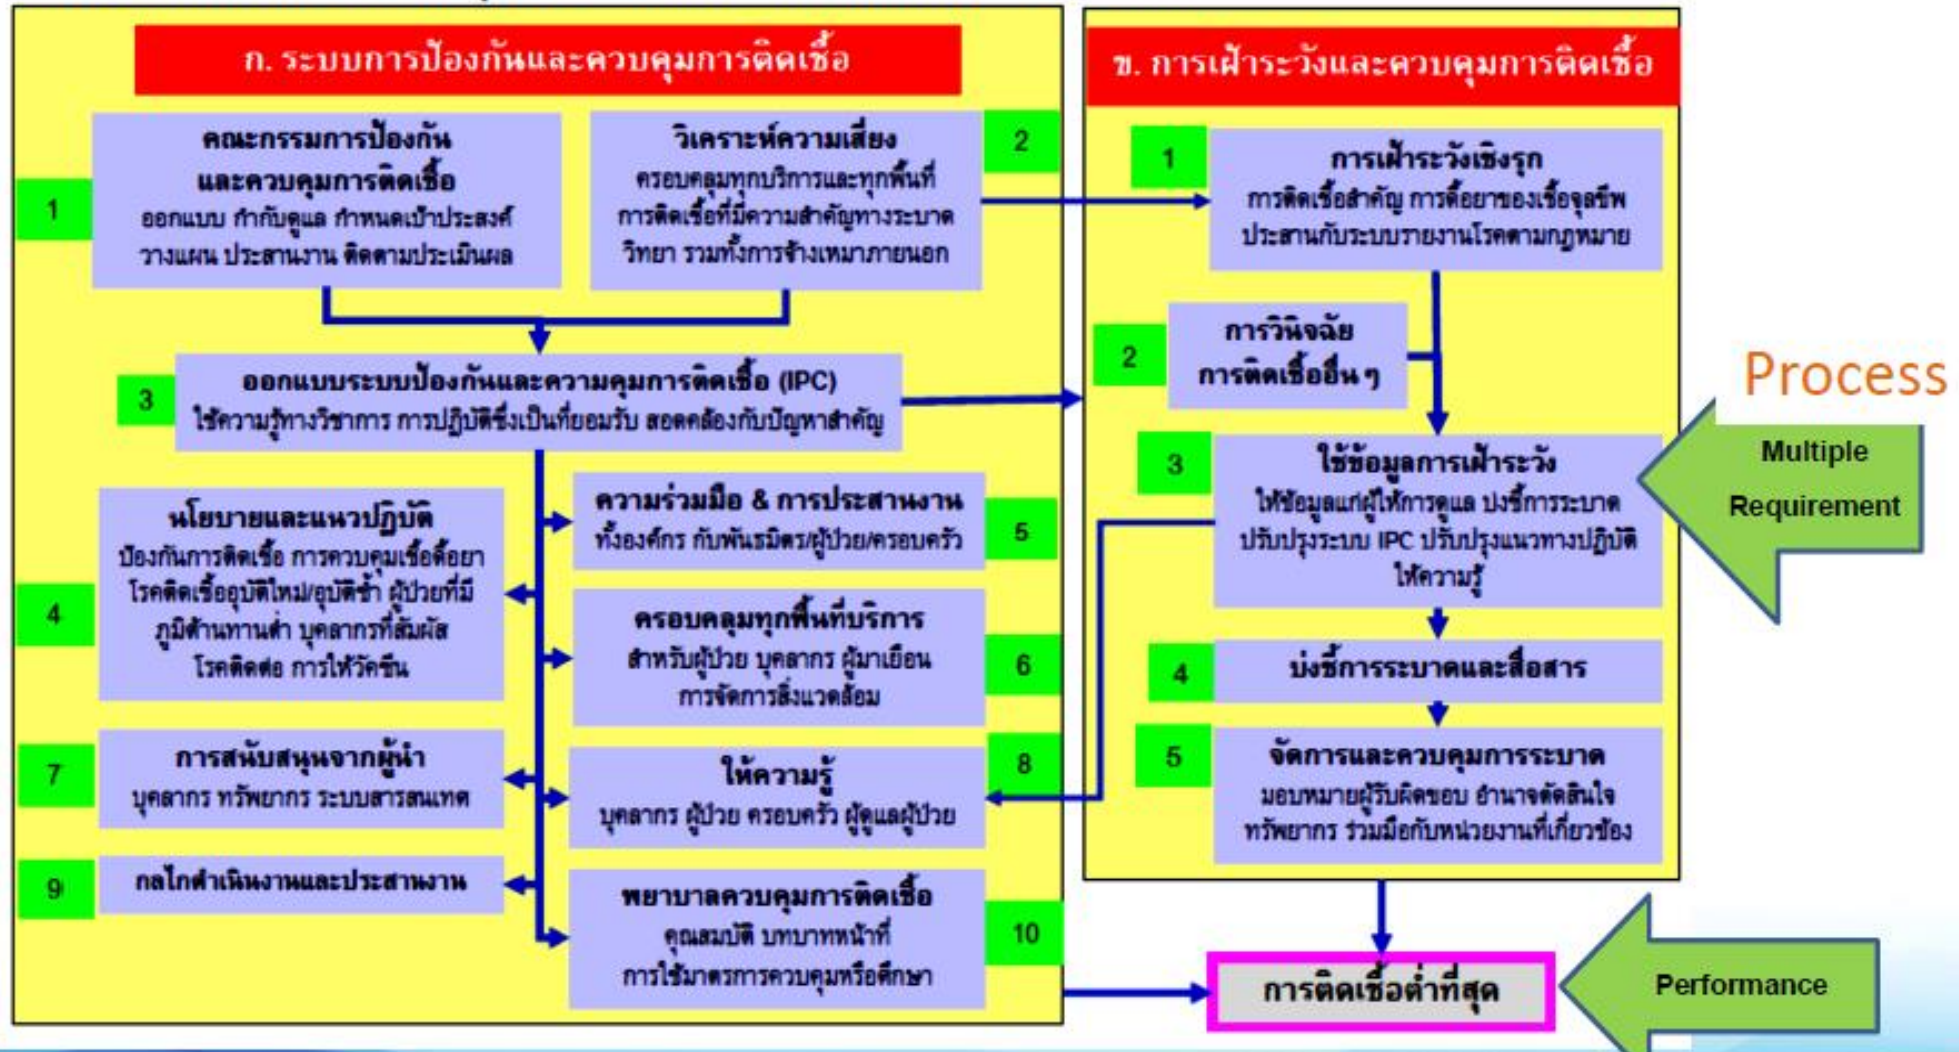 ก. ระบบการป้องกันและควบคุมการติดเชื้อ
1
คณะกรรมการป้องกัน
และควบคุมการติดเชื้อ
ออกแบบ กำกับดูแล กำหนดเป้าประสงค์
วางแผน ประสานงาน ติดตามประเมินผล
2
วิเคราะห์ความเสี่ยง
ครอบคลุมทุกบริการและทุกพื้นที่
การติดเชื้อที่มีความสำคัญทางระบาด
วิทยา รวมทั้งการจ้างเหมาภายนอก
3
ออกแบบระบบป้องกันและความคุมการติดเชื้อ (IPC)
ใช้ความรู้ทางวิชาการ การปฏิบัติซึ่งเป็นที่ยอมรับ สอดคล้องกับปัญหาสำคัญ
4
นโยบายและแนวปฏิบัติ
ป้องกันการติดเชื้อ การควบคุมเชื้อดื้อยา
โรคติดเชื้ออุบัติใหม่/อุบัติซ้ำ ผู้ป่วยที่มี
ภูมิต้านทานต่ำ บุคลากรที่สัมผัส
โรคติดต่อ การให้วัคซีน
ความร่วมมือ & การประสานงาน
ทั้งองค์กร กับพันธมิตร/ผู้ป่วย/ครอบครัว
5
ครอบคลุมทุกพื้นที่บริการ
สำหรับผู้ป่วย บุคลากร ผู้มาเยือน
การจัดการสิ่งแวดล้อม
6
7
การสนับสนุนจากผู้นำ
บุคลากร ทรัพยากร ระบบสารสนเทศ
ให้ความรู้
บุคลากร ผู้ป่วย ครอบครัว ผู้ดูแลผู้ป่วย
8
9
กลไกดำเนินงานและประสานงาน
พยาบาลควบคุมการติดเชื้อ
คุณสมบัติ บทบาทหน้าที่
การใช้มาตรการควบคุมหรือศึกษา
10
ข. การเฝ้าระวังและควบคุมการติดเชื้อ
1
การเฝ้าระวังเชิงรุก
การติดเชื้อสำคัญ การดื้อยาของเชื้อจุลชีพ
ประสานกับระบบรายงานโรคตามกฎหมาย
2
การวินิจฉัย
การติดเชื้ออื่น ๆ
3
ใช้ข้อมูลการเฝ้าระวัง
ให้ข้อมูลแก่ผู้ให้การดูแล บ่งชี้การระบาด
ปรับปรุงระบบ IPC ปรับปรุงแนวทางปฏิบัติ
ให้ความรู้
4
บ่งชี้การระบาดและสื่อสาร
5
จัดการและควบคุมการระบาด
มอบหมายผู้รับผิดชอบ อำนาจตัดสินใจ
ทรัพยากร ร่วมมือกับหน่วยงานที่เกี่ยวข้อง
Process
Multiple
Requirement
การติดเชื้อต่ำที่สุด
Performance